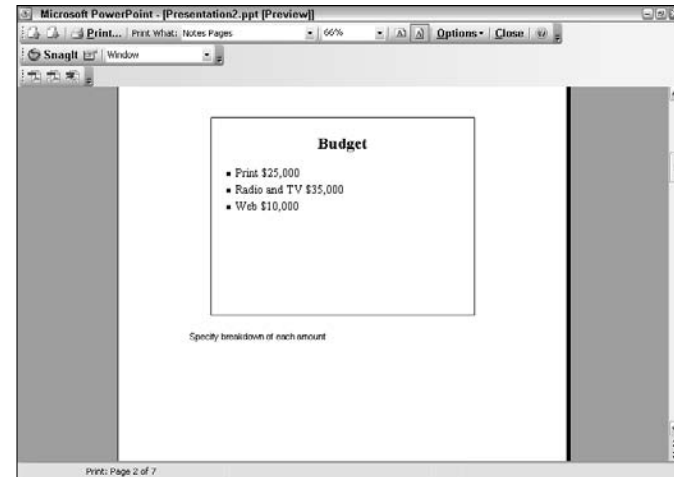 Microsoft PowerPoint - [Presentation2.ppt [Preview]]
Print... Print What: Notes Pages 66% Options Close
SnagIt Window
Budget
▪ Print $25,000
▪ Radio and TV $35,000
▪ Web $10,000
Specify breakdown of each amount
Print: Page 2 of 7